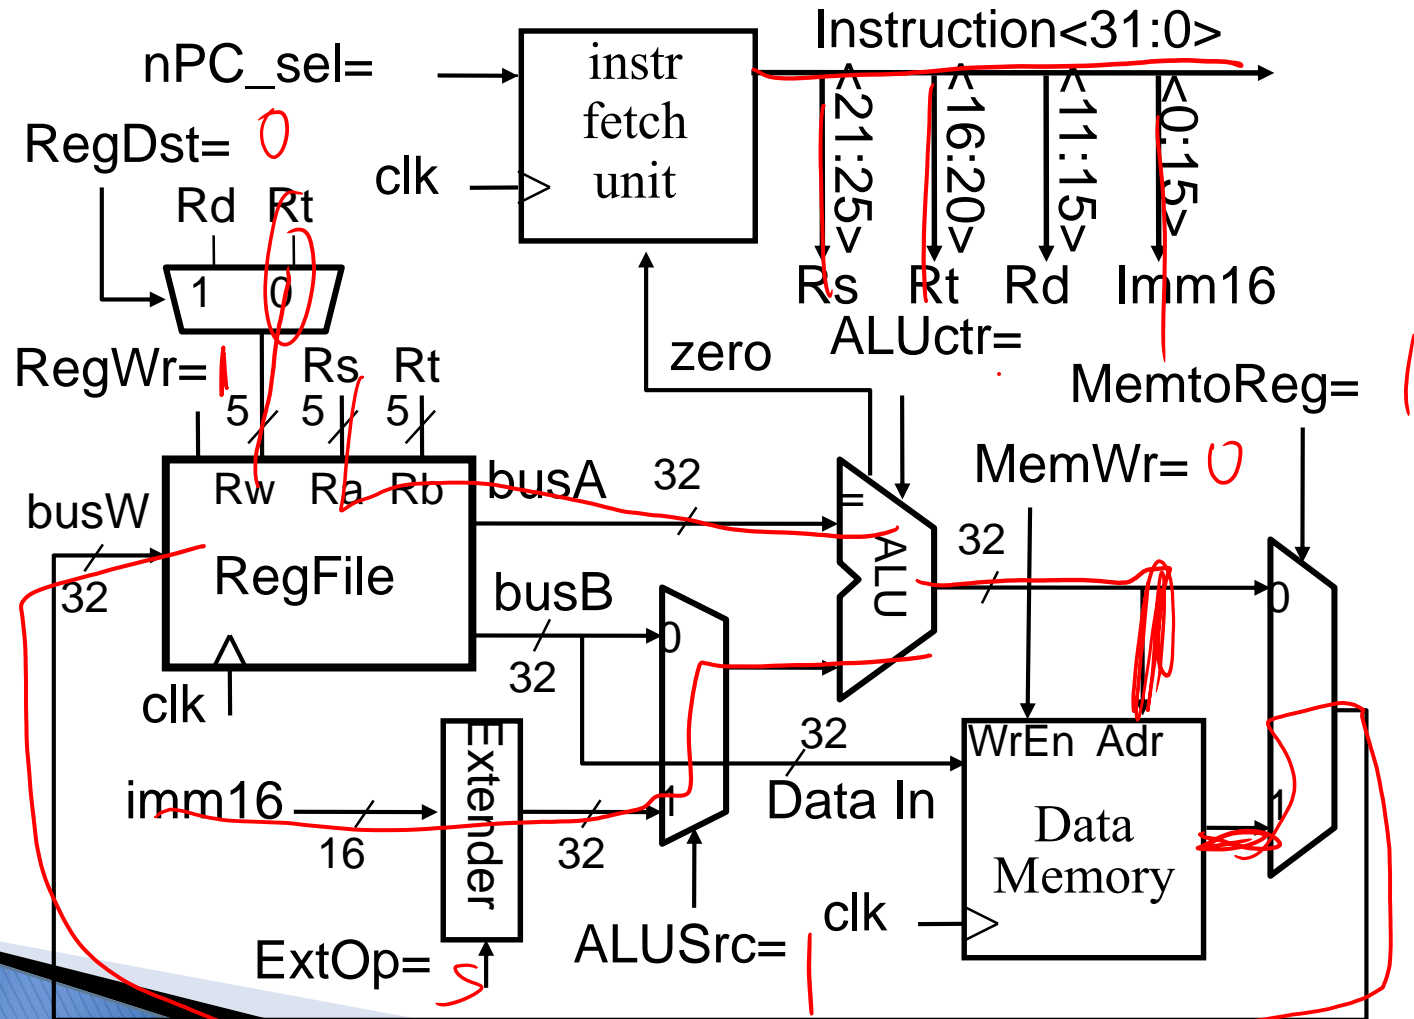 Instruction<31:0>
nPC_sel=
instr
fetch
unit
RegDst= 0
clk
<21:25>
<16:20>
<11:15>
<0:15>
Rd Rt
1 0
Rs Rt Rd Imm16
ALUctr=
zero
RegWr= 1
Rs Rt
5 5 5
MemtoReg= 1
MemWr= 0
Rw Ra Rb
busA
32
=
busW
32
RegFile
ALU
32
0
busB
32
0
clk
Extender
32
WrEn Adr
imm16
16
32
1
Data In
Data
Memory
1
clk
ExtOp= S
ALUSrc= 1